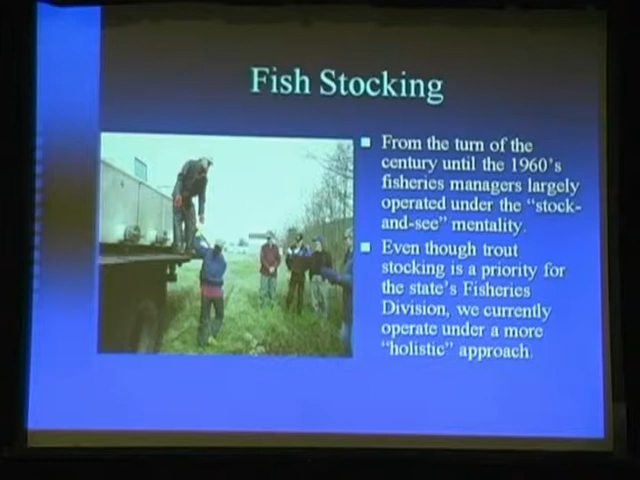 Fish Stocking
From the turn of the
century until the 1960's
fisheries managers largely
operated under the "stock-
and-see" mentality.
Even though trout
stocking is a priority for
the state's Fisheries
Division, we currently
operate under a more
"holistic" approach.